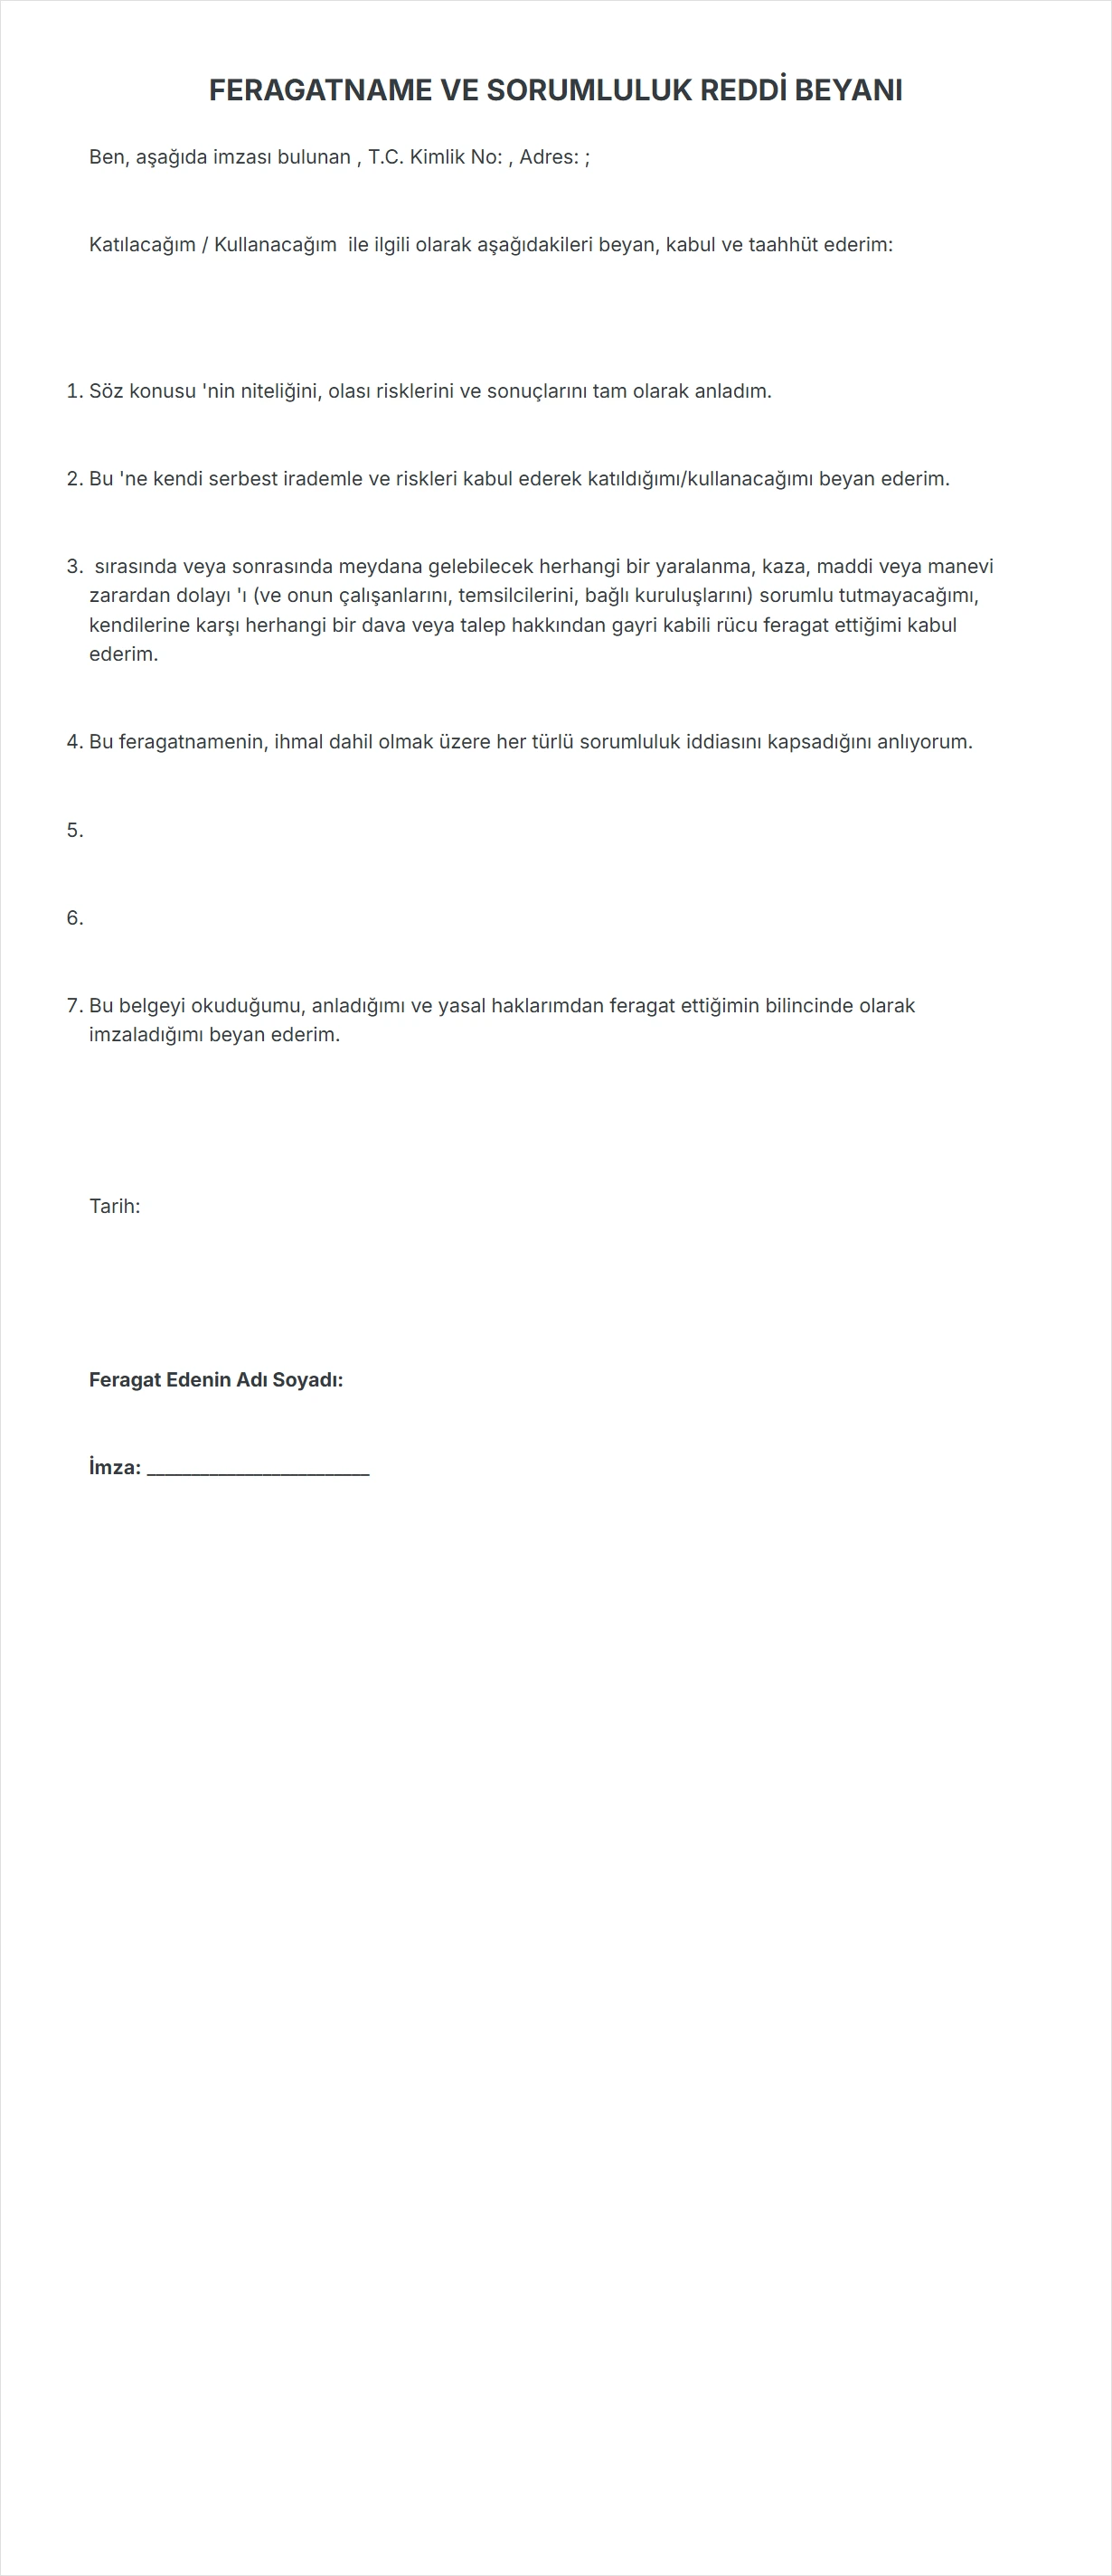 FERAGATNAME VE SORUMLULUK REDDİ BEYANI
Ben, aşağıda imzası bulunan , T.C. Kimlik No: , Adres: ;
Katılacağım / Kullanacağım  ile ilgili olarak aşağıdakileri beyan, kabul ve taahhüt ederim:
1. Söz konusu 'nin niteliğini, olası risklerini ve sonuçlarını tam olarak anladım.
2. Bu 'ne kendi serbest irademle ve riskleri kabul ederek katıldığımı/kullanacağımı beyan ederim.
3.  sırasında veya sonrasında meydana gelebilecek herhangi bir yaralanma, kaza, maddi veya manevi
zarardan dolayı 'ı (ve onun çalışanlarını, temsilcilerini, bağlı kuruluşlarını) sorumlu tutmayacağımı,
kendilerine karşı herhangi bir dava veya talep hakkından gayri kabili rücu feragat ettiğimi kabul
ederim.
4. Bu feragatnamenin, ihmal dahil olmak üzere her türlü sorumluluk iddiasını kapsadığını anlıyorum.
5.
6.
7. Bu belgeyi okuduğumu, anladığımı ve yasal haklarımdan feragat ettiğimin bilincinde olarak
imzaladığımı beyan ederim.
Tarih:
Feragat Edenin Adı Soyadı:
İmza: _________________________